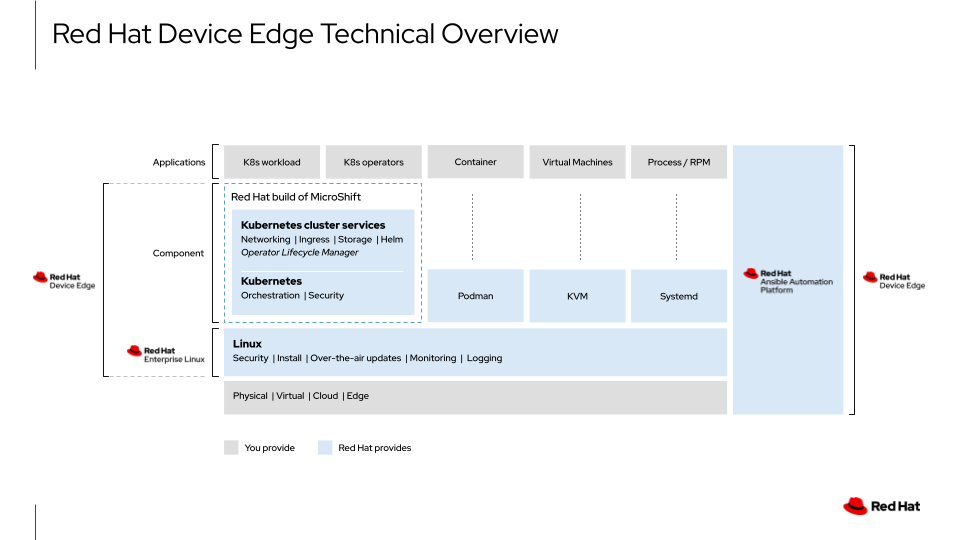 Red Hat Device Edge Technical Overview
Applications
K8s workload
K8s operators
Container
Virtual Machines
Process / RPM
Red Hat build of MicroShift
Kubernetes cluster services
Networking | Ingress | Storage | Helm
Operator Lifecycle Manager
Component
Kubernetes
Orchestration | Security
Podman
KVM
Systemd
Red Hat
Device Edge
Red Hat
Ansible Automation
Platform
Red Hat
Device Edge
Red Hat
Enterprise Linux
Linux
Security | Install | Over-the-air updates | Monitoring | Logging
Physical | Virtual | Cloud | Edge
You provide
Red Hat provides
Red Hat